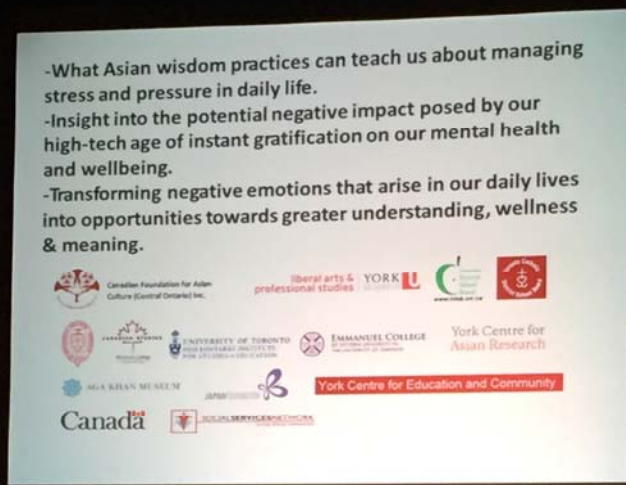 -What Asian wisdom practices can teach us about managing
stress and pressure in daily life.
-Insight into the potential negative impact posed by our
high-tech age of instant gratification on our mental health
and wellbeing.
-Transforming negative emotions that arise in our daily lives
into opportunities towards greater understanding, wellness
& meaning.
Canadian Foundation for Asian
Culture (Central Ontario) Inc.
liberal arts &
professional studies
YORK U
CANADIAN STUDIES
UNIVERSITY OF TORONTO
EMMANUEL COLLEGE
York Centre for
Asian Research
AGA KHAN MUSEUM
JAPANFOUNDATION
York Centre for Education and Community
Canada
SOCIALSERVICESNETWORK